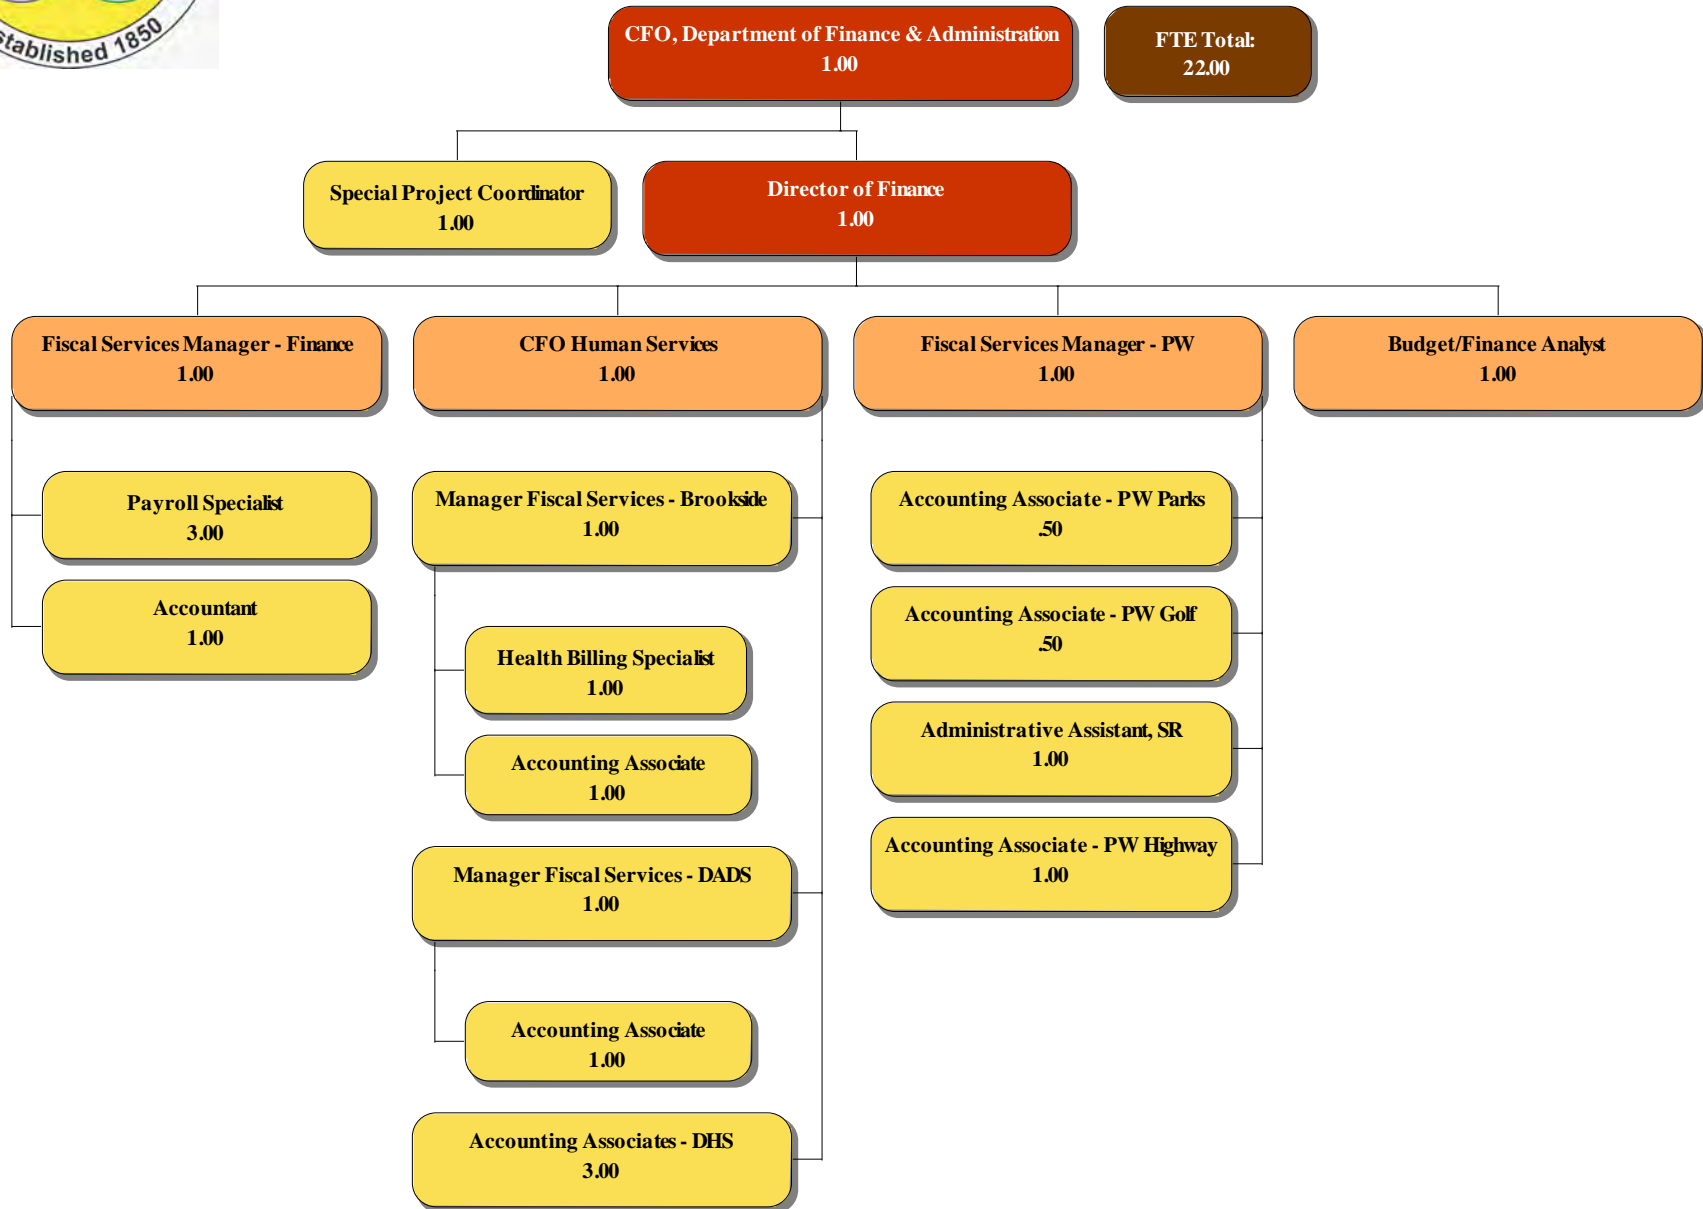 stablished 1850
CFO, Department of Finance & Administration
1.00
FTE Total:
22.00
Special Project Coordinator
1.00
Director of Finance
1.00
Fiscal Services Manager - Finance
1.00
CFO Human Services
1.00
Fiscal Services Manager - PW
1.00
Budget/Finance Analyst
1.00
Payroll Specialist
3.00
Accountant
1.00
Manager Fiscal Services - Brookside
1.00
Health Billing Specialist
1.00
Accounting Associate
1.00
Manager Fiscal Services - DADS
1.00
Accounting Associate
1.00
Accounting Associates - DHS
3.00
Accounting Associate - PW Parks
.50
Accounting Associate - PW Golf
.50
Administrative Assistant, SR
1.00
Accounting Associate - PW Highway
1.00